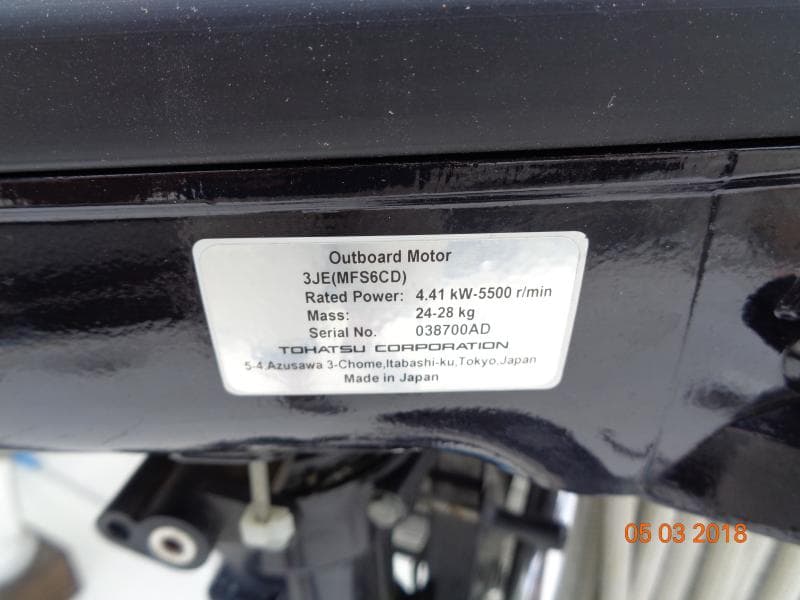 Outboard Motor
3JE(MFS6CD)
Rated Power: 4.41 kW-5500 r/min
Mass: 24-28 kg
Serial No. 038700AD
TOHATSU CORPORATION
5-4,Azusawa 3-Chome,Itabashi-ku,Tokyo,Japan
Made in Japan
05 03 2018